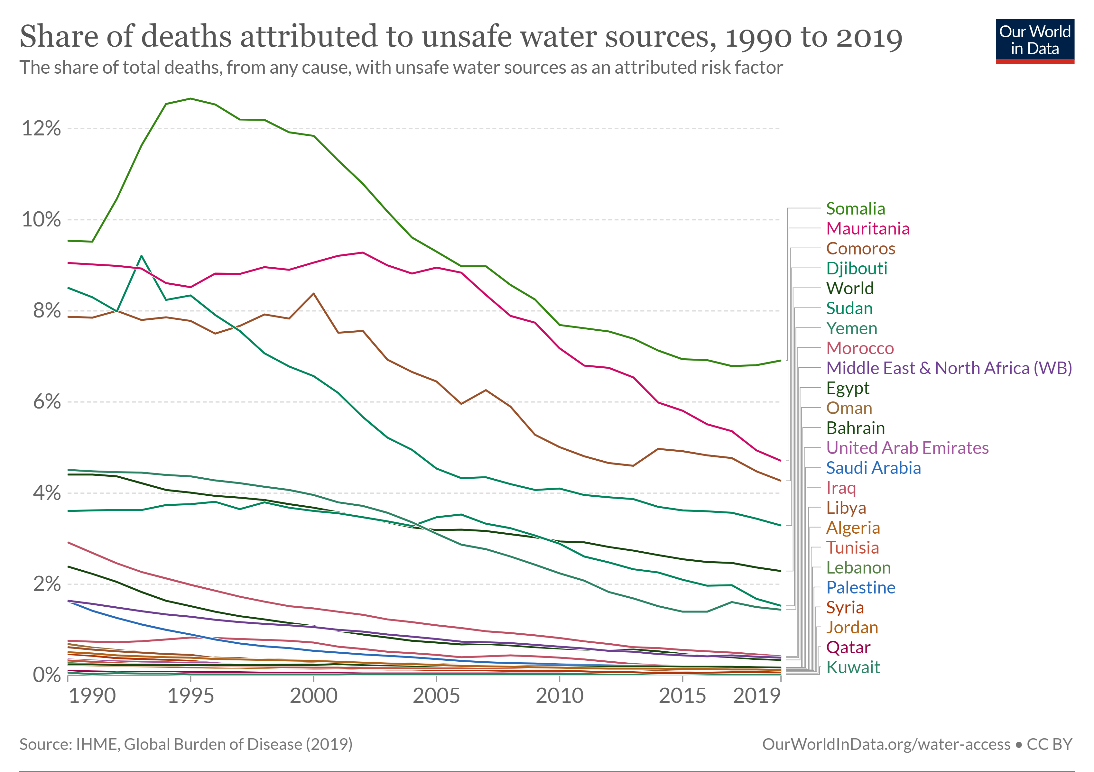 Share of deaths attributed to unsafe water sources, 1990 to 2019
The share of total deaths, from any cause, with unsafe water sources as an attributed risk factor
Our World
in Data
12%
10%
8%
6%
4%
2%
0%
1990
1995
2000
2005
2010
2015
2019
Somalia
Mauritania
Comoros
Djibouti
World
Sudan
Yemen
Morocco
Middle East & North Africa (WB)
Egypt
Oman
Bahrain
United Arab Emirates
Saudi Arabia
Iraq
Libya
Algeria
Tunisia
Lebanon
Palestine
Syria
Jordan
Qatar
Kuwait
Source: IHME, Global Burden of Disease (2019)
OurWorldInData.org/water-access • CC BY